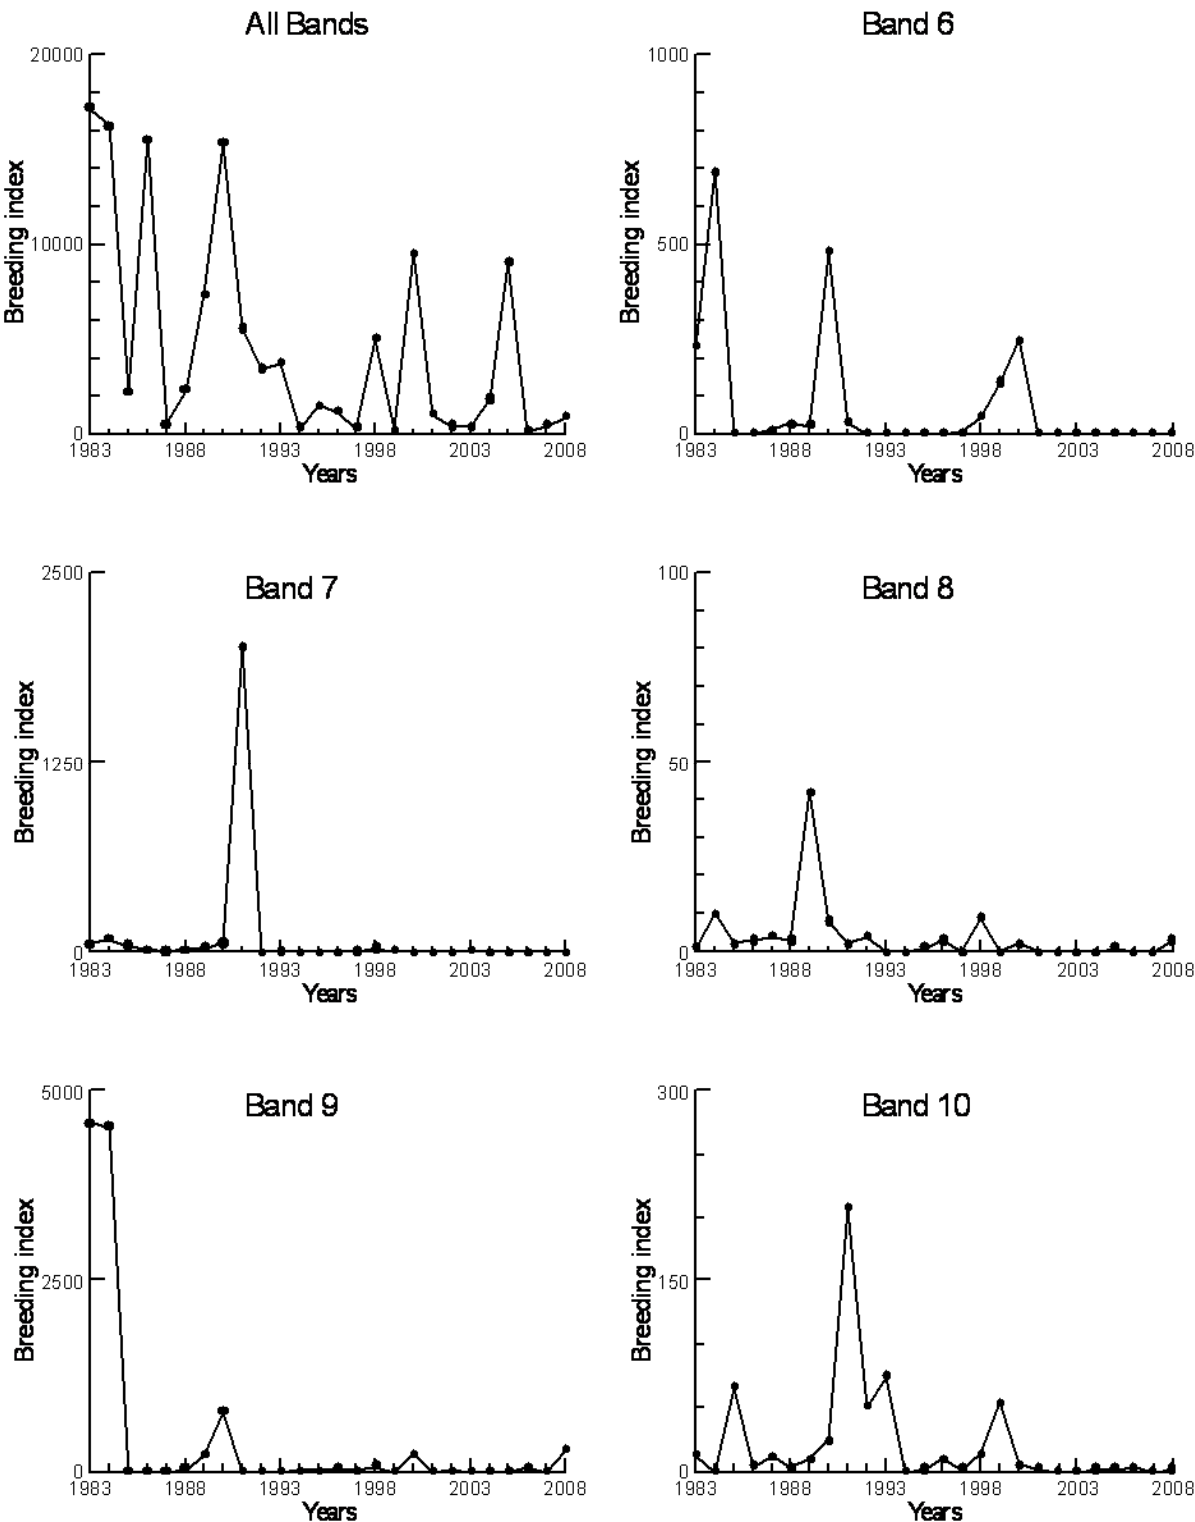 All Bands
20000
10000
0
Breeding index
1983 1988 1993 1998 2003 2008
Years
Band 6
1000
500
0
Breeding index
1983 1988 1993 1998 2003 2008
Years
Band 7
2500
1250
0
Breeding index
1983 1988 1993 1998 2003 2008
Years
Band 8
100
50
0
Breeding index
1983 1988 1993 1998 2003 2008
Years
Band 9
5000
2500
0
Breeding index
1983 1988 1993 1998 2003 2008
Years
Band 10
300
150
0
Breeding index
1983 1988 1993 1998 2003 2008
Years